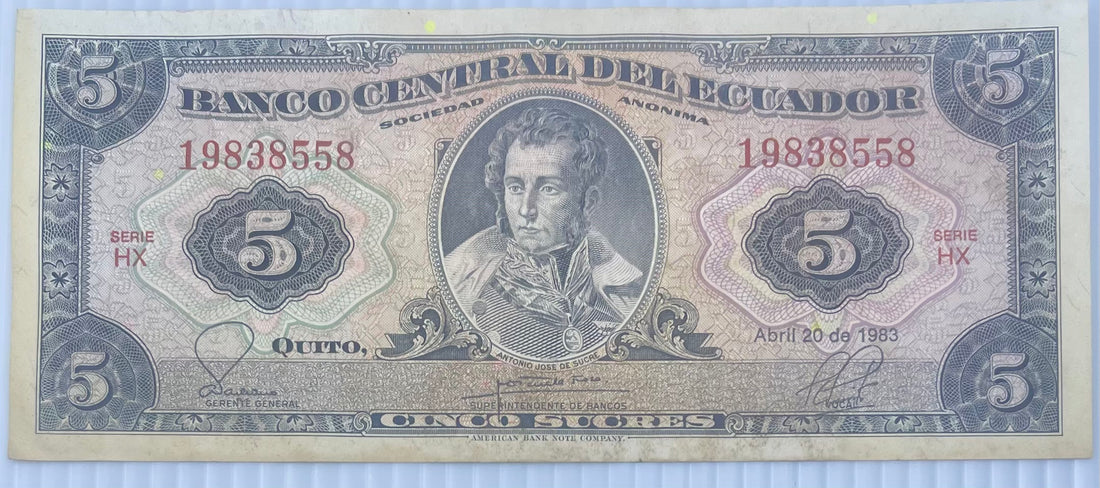 5 5
BANCO CENTRAL DEL ECUADOR
SOCIEDAD ANONIMA
19838558 19838558
5 5
SERIE HX SERIE HX
Abril 20 de 1983
QUITO,
ANTONIO JOSE DE SUCRE
GERENTE GENERAL SUPERINTENDENTE DE BANCOS VOCAL
5 5
CINCO SUCRES
AMERICAN BANK NOTE COMPANY.